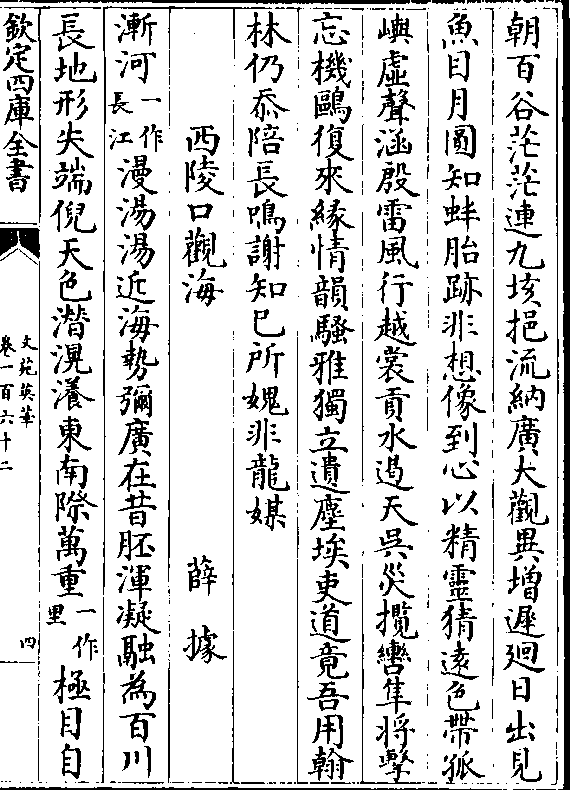 朝百谷茫茫連九垓挹流納廣大觀異增遲廻日出見
魚目月圓知蚌胎跡非想像到心以精靈猜遠色帶孤
嶼虛聲涵殷雷風行越裳貢水遏天吳災攬轡隼將擊
忘機鷗復來緣情韻騷雅獨立遺塵埃吏道竟吾用翰
林仍忝陪長鳴謝知己所媿非龍媒
西陵口觀海 薛據
漸河一作長江漫湯湯近海勢彌廣在昔胚渾凝融為百川
長地形失端倪天色潛滉瀁東南際萬重一作里極目自
欽定四庫全書
文苑英華
卷一百六十二
四